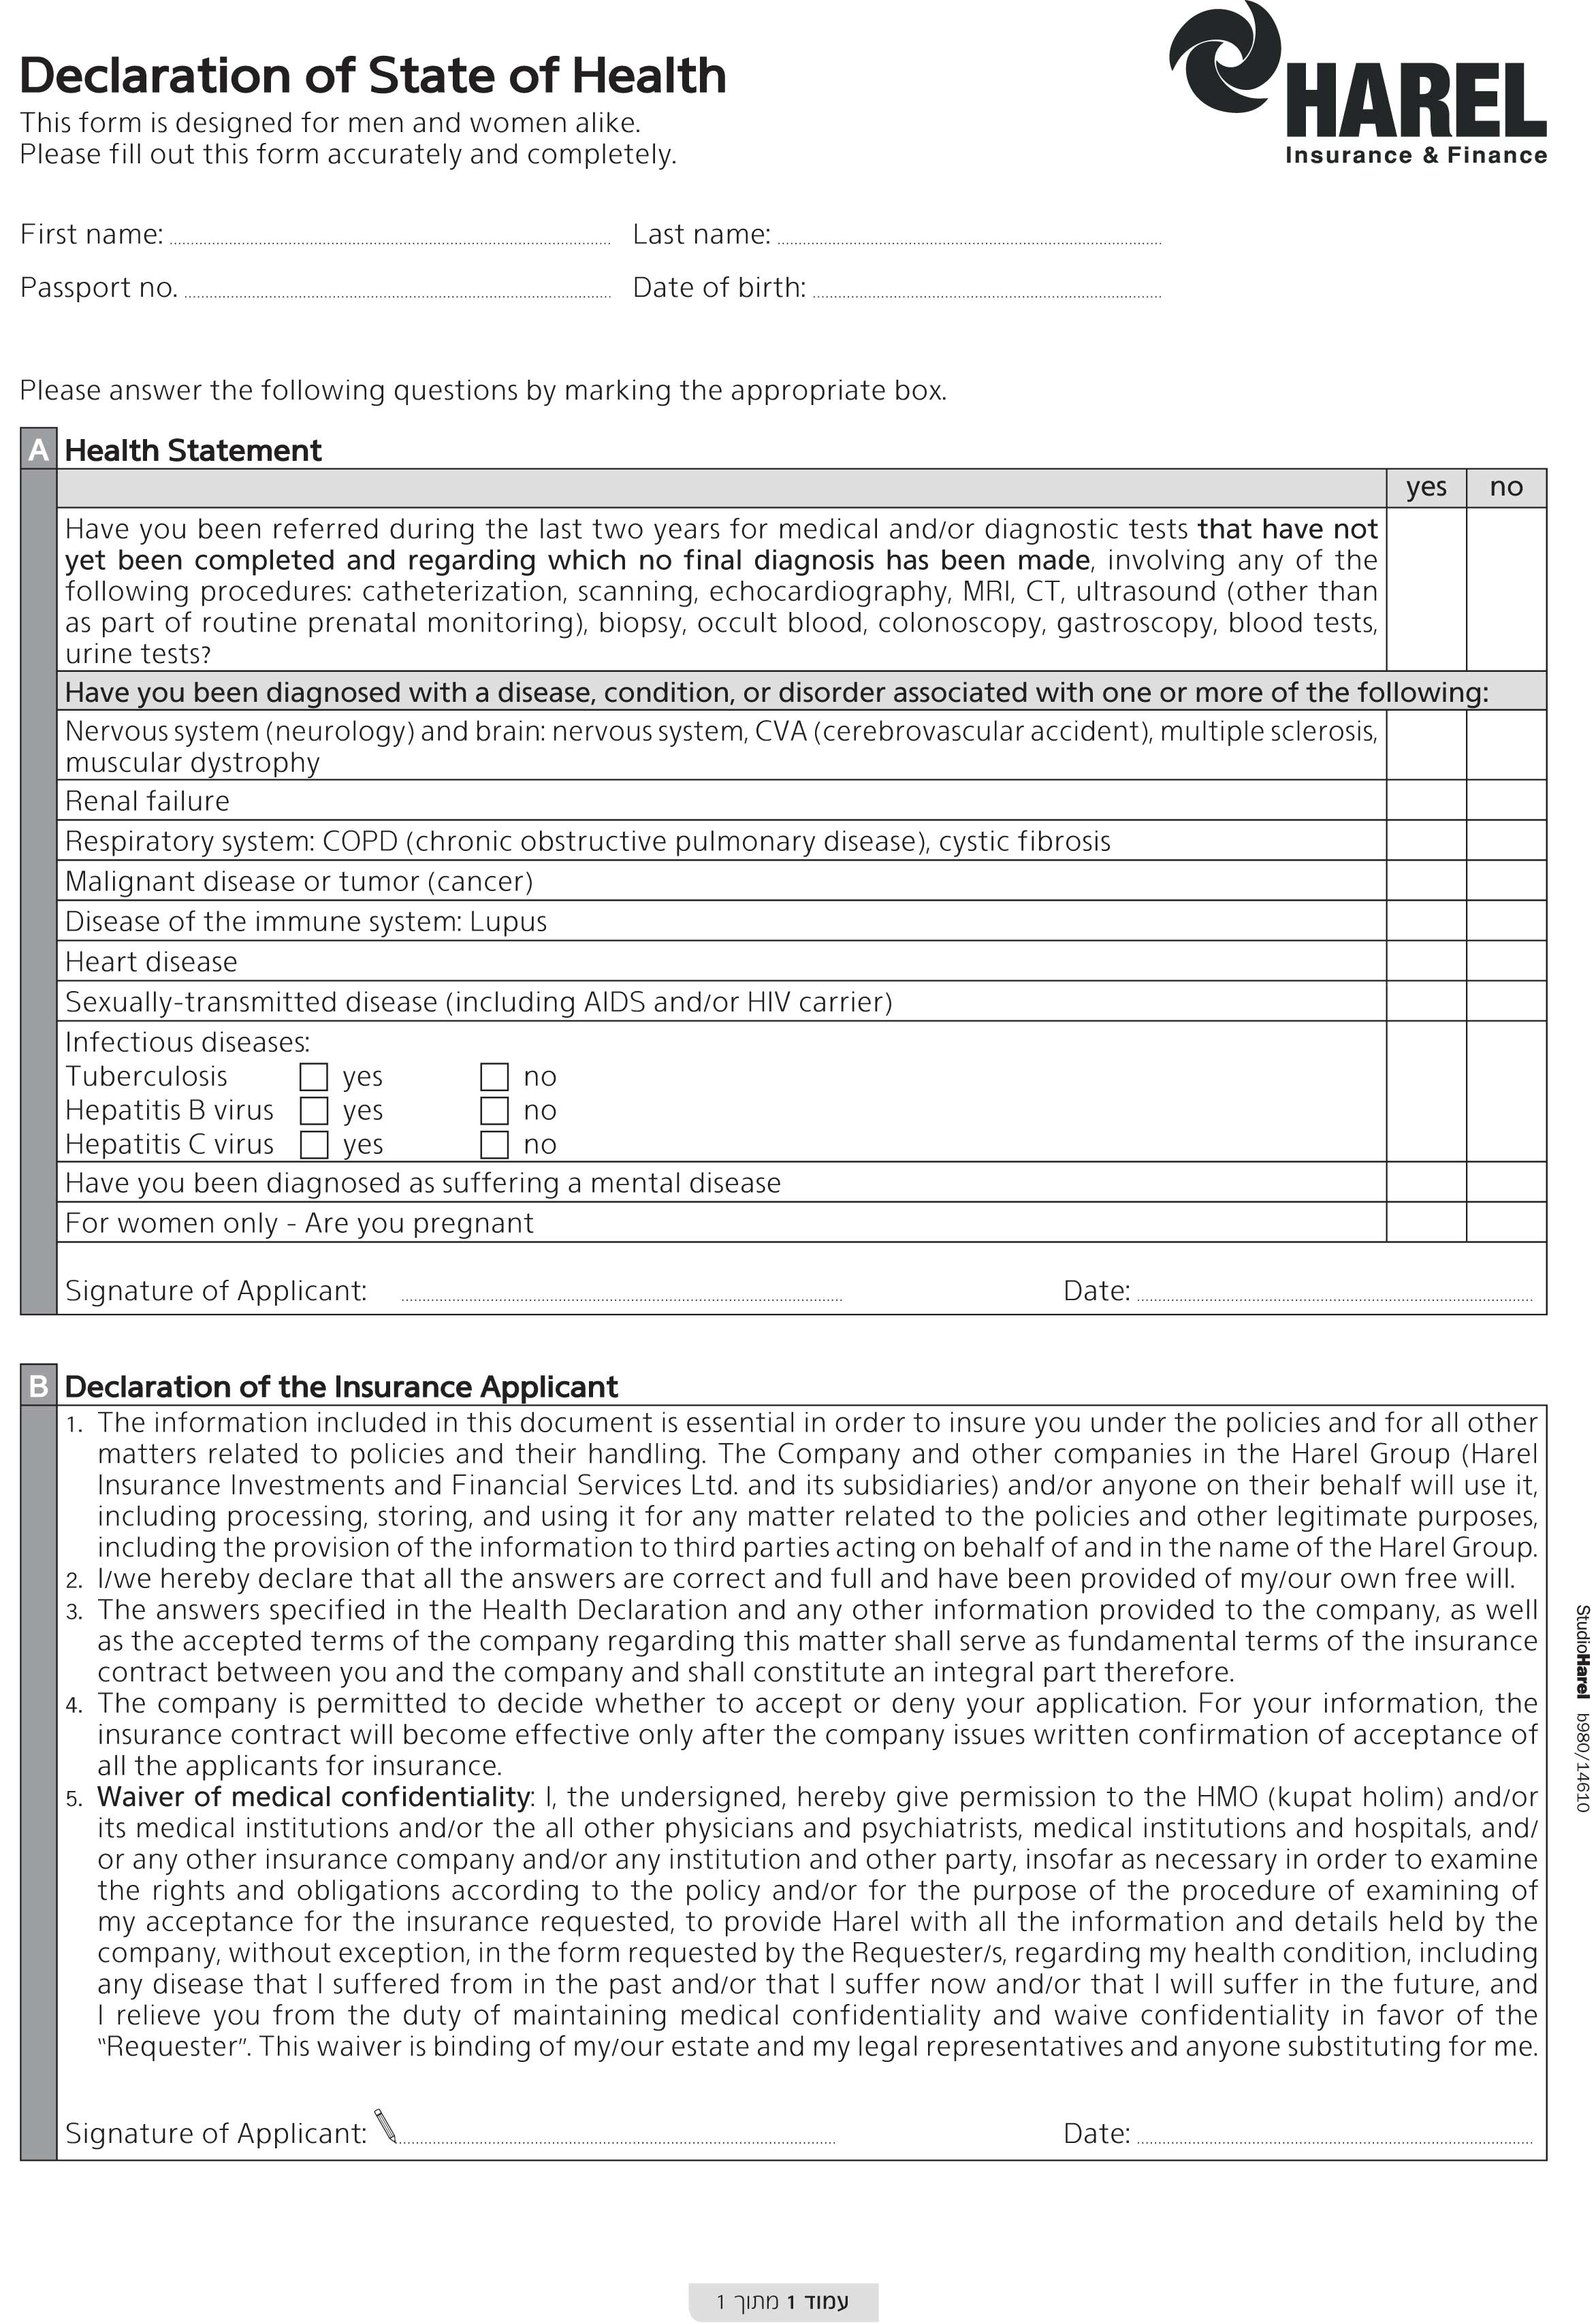 HAREL
Insurance & Finance
Declaration of State of Health
This form is designed for men and women alike.
Please fill out this form accurately and completely.
First name: Last name:
Passport no. Date of birth:
Please answer the following questions by marking the appropriate box.
A Health Statement
yes no
Have you been referred during the last two years for medical and/or diagnostic tests that have not
yet been completed and regarding which no final diagnosis has been made, involving any of the
following procedures: catheterization, scanning, echocardiography, MRI, CT, ultrasound (other than
as part of routine prenatal monitoring), biopsy, occult blood, colonoscopy, gastroscopy, blood tests,
urine tests?
Have you been diagnosed with a disease, condition, or disorder associated with one or more of the following:
Nervous system (neurology) and brain: nervous system, CVA (cerebrovascular accident), multiple sclerosis,
muscular dystrophy
Renal failure
Respiratory system: COPD (chronic obstructive pulmonary disease), cystic fibrosis
Malignant disease or tumor (cancer)
Disease of the immune system: Lupus
Heart disease
Sexually-transmitted disease (including AIDS and/or HIV carrier)
Infectious diseases:
Tuberculosis yes no
Hepatitis B virus yes no
Hepatitis C virus yes no
Have you been diagnosed as suffering a mental disease
For women only - Are you pregnant
Signature of Applicant: Date:
B Declaration of the Insurance Applicant
1. The information included in this document is essential in order to insure you under the policies and for all other
matters related to policies and their handling. The Company and other companies in the Harel Group (Harel
Insurance Investments and Financial Services Ltd. and its subsidiaries) and/or anyone on their behalf will use it,
including processing, storing, and using it for any matter related to the policies and other legitimate purposes,
including the provision of the information to third parties acting on behalf of and in the name of the Harel Group.
2. I/we hereby declare that all the answers are correct and full and have been provided of my/our own free will.
3. The answers specified in the Health Declaration and any other information provided to the company, as well
as the accepted terms of the company regarding this matter shall serve as fundamental terms of the insurance
contract between you and the company and shall constitute an integral part therefore.
4. The company is permitted to decide whether to accept or deny your application. For your information, the
insurance contract will become effective only after the company issues written confirmation of acceptance of
all the applicants for insurance.
5. Waiver of medical confidentiality: I, the undersigned, hereby give permission to the HMO (kupat holim) and/or
its medical institutions and/or the all other physicians and psychiatrists, medical institutions and hospitals, and/
or any other insurance company and/or any institution and other party, insofar as necessary in order to examine
the rights and obligations according to the policy and/or for the purpose of the procedure of examining of
my acceptance for the insurance requested, to provide Harel with all the information and details held by the
company, without exception, in the form requested by the Requester/s, regarding my health condition, including
any disease that I suffered from in the past and/or that I suffer now and/or that I will suffer in the future, and
I relieve you from the duty of maintaining medical confidentiality and waive confidentiality in favor of the
“Requester”. This waiver is binding of my/our estate and my legal representatives and anyone substituting for me.
Signature of Applicant: Date:
StudioHarel b980/14610
עמוד 1 מתוך 1